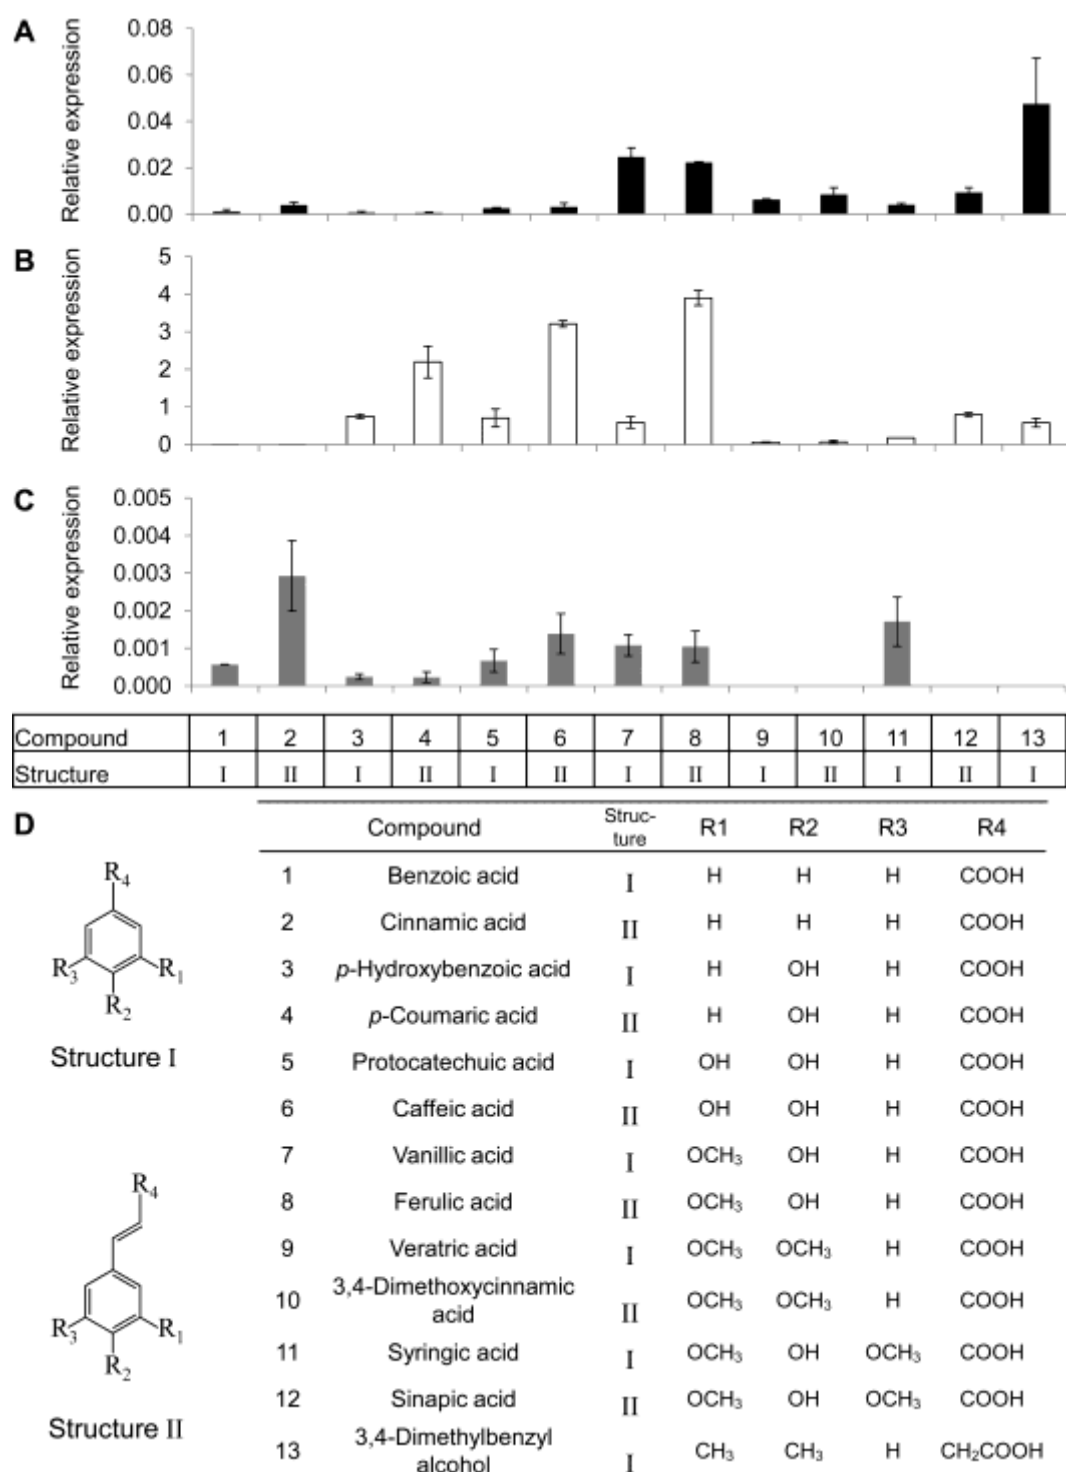 A
Relative expression
0.08
0.06
0.04
0.02
0.00
B
Relative expression
5
4
3
2
1
0
C
Relative expression
0.005
0.004
0.003
0.002
0.001
0.000
Compound 1 2 3 4 5 6 7 8 9 10 11 12 13
Structure I II I II I II I II I II I II I
D
R4
R3 R1
R2
Structure I
R4
R3 R1
R2
Structure II
Compound Struc-ture R1 R2 R3 R4
1 Benzoic acid I H H H COOH
2 Cinnamic acid II H H H COOH
3 p-Hydroxybenzoic acid I H OH H COOH
4 p-Coumaric acid II H OH H COOH
5 Protocatechuic acid I OH OH H COOH
6 Caffeic acid II OH OH H COOH
7 Vanillic acid I OCH3 OH H COOH
8 Ferulic acid II OCH3 OH H COOH
9 Veratric acid I OCH3 OCH3 H COOH
10 3,4-Dimethoxycinnamic acid II OCH3 OCH3 H COOH
11 Syringic acid I OCH3 OH OCH3 COOH
12 Sinapic acid II OCH3 OH OCH3 COOH
13 3,4-Dimethylbenzyl alcohol I CH3 CH3 H CH2COOH